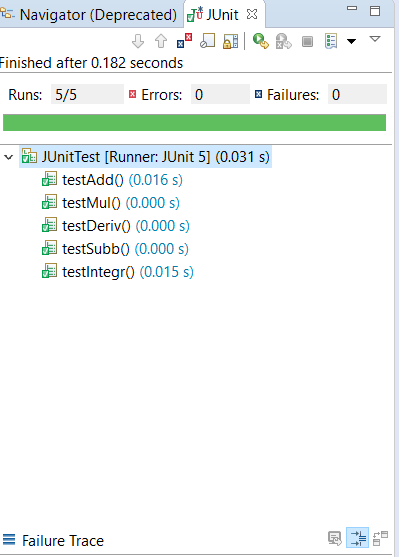 Navigator (Deprecated) JUnit
Finished after 0.182 seconds
Runs: 5/5 Errors: 0 Failures: 0
JUnitTest [Runner: JUnit 5] (0.031 s)
testAdd() (0.016 s)
testMul() (0.000 s)
testDeriv() (0.000 s)
testSubb() (0.000 s)
testIntegr() (0.015 s)
Failure Trace